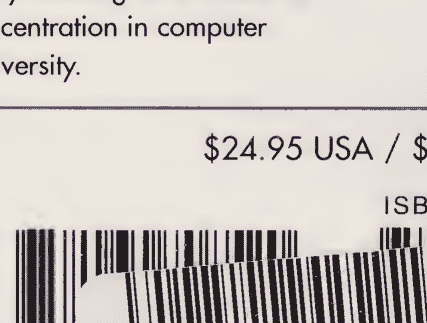 centration in computer
versity.
$24.95 USA / $
ISB